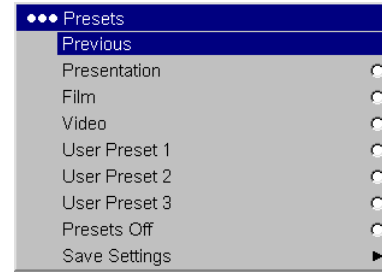 Presets
Previous
Presentation
Film
Video
User Preset 1
User Preset 2
User Preset 3
Presets Off
Save Settings